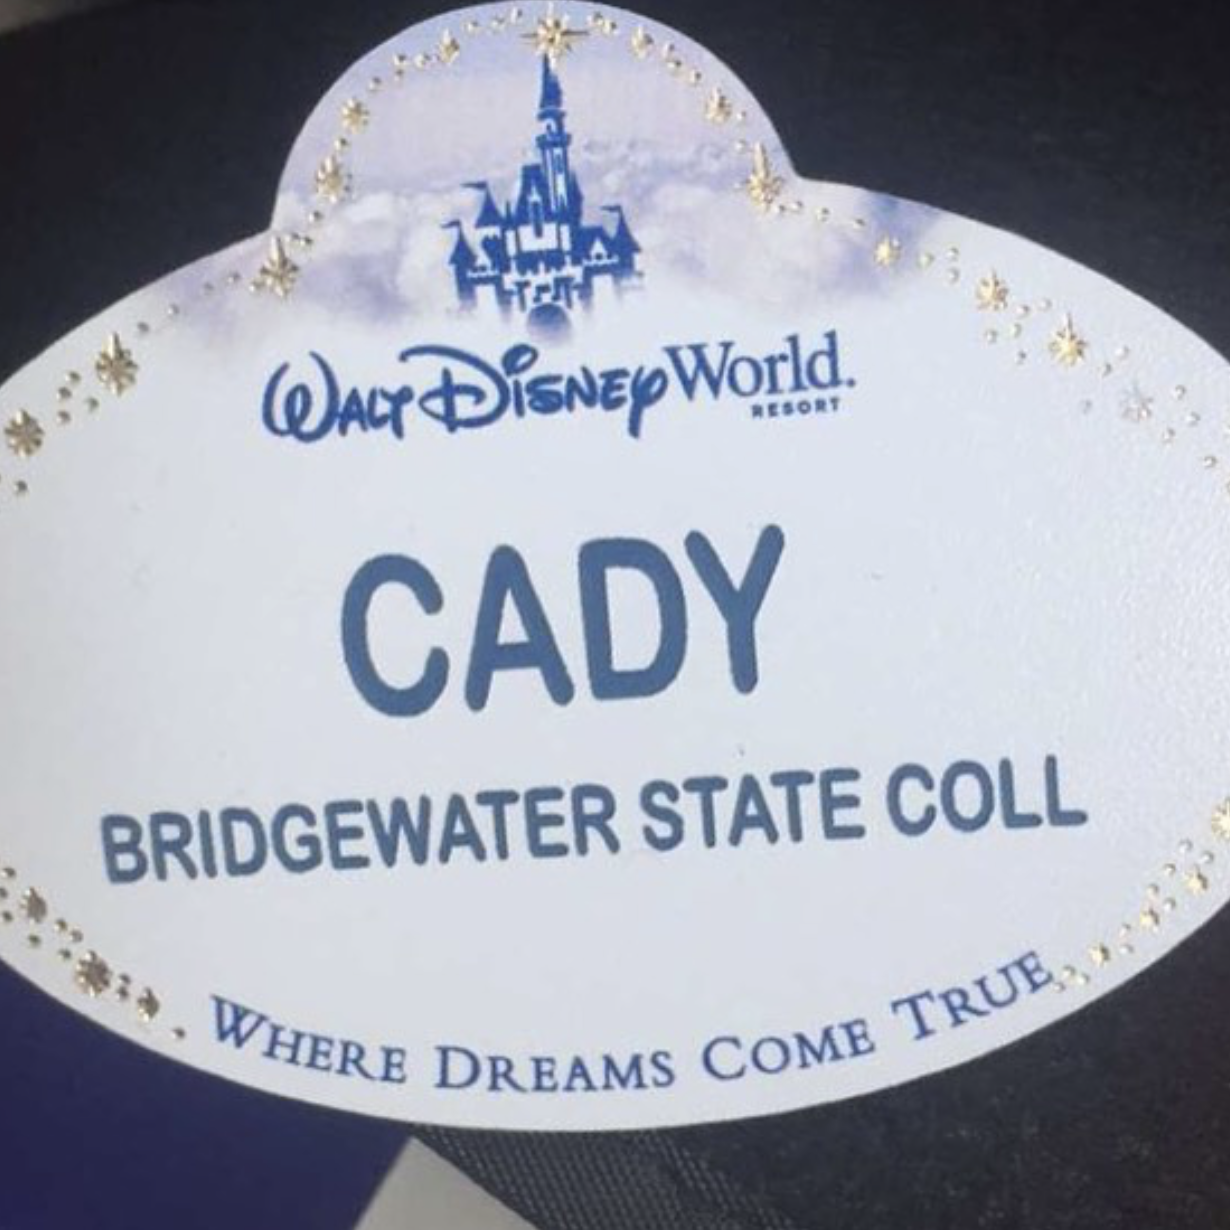 WALT DISNEY World.
RESORT
CADY
BRIDGEWATER STATE COLL
WHERE DREAMS COME TRUE